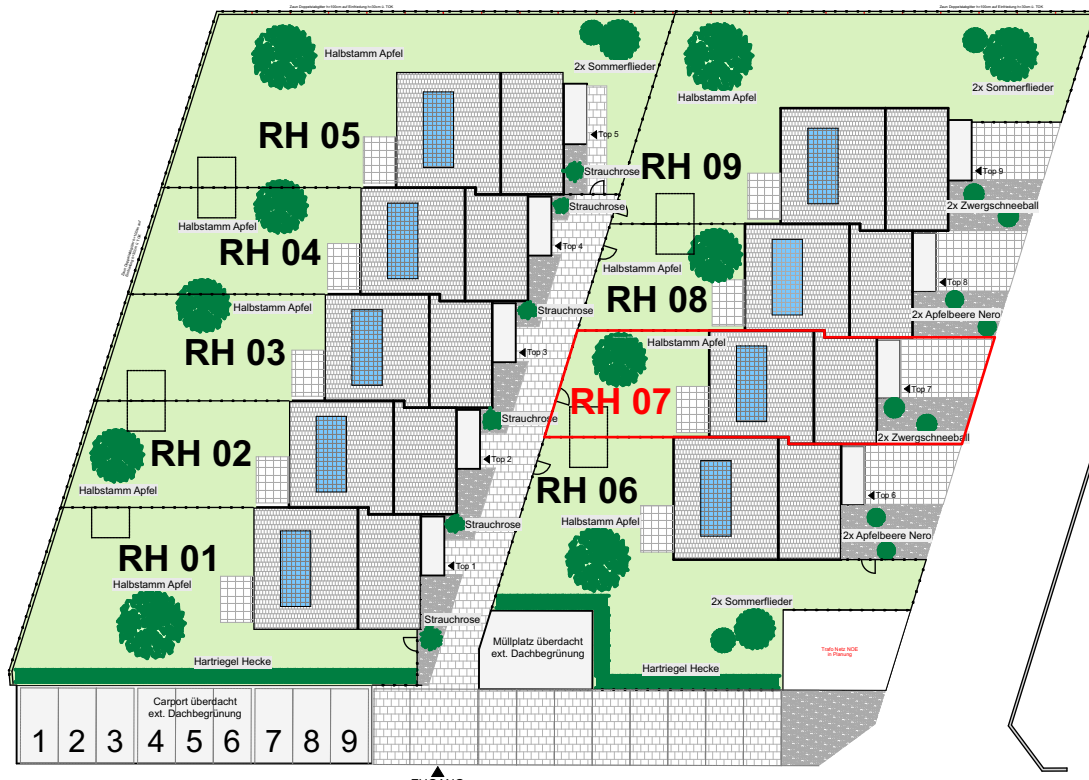 Halbstamm Apfel
2x Sommerflieder
Halbstamm Apfel
2x Sommerflieder
RH 05
Top 5
RH 09
Top 9
Strauchrose
Strauchrose
2x Zwergschneeball
Halbstamm Apfel
RH 04
Top 4
Halbstamm Apfel
RH 08
Top 8
Halbstamm Apfel
Strauchrose
2x Apfelbeere Nero
RH 03
Top 3
Halbstamm Apfel
RH 07
Top 7
Strauchrose
2x Zwergschneeball
RH 02
Top 2
Halbstamm Apfel
RH 06
Top 6
Strauchrose
Halbstamm Apfel
2x Apfelbeere Nero
RH 01
Top 1
Halbstamm Apfel
2x Sommerflieder
Strauchrose
Müllplatz überdacht
ext. Dachbegrünung
Trafo Netz NOE
in Planung
Hartriegel Hecke
Hartriegel Hecke
Carport überdacht
ext. Dachbegrünung
1 2 3 4 5 6 7 8 9